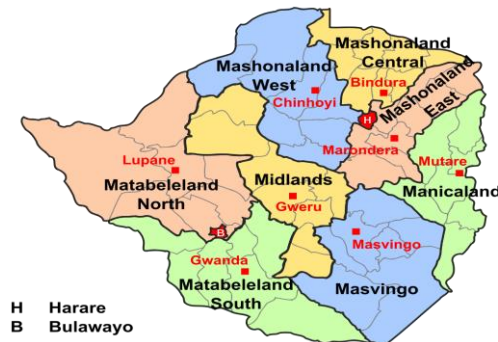 Mashonaland
Central
Bindura
Mashonaland
West
Chinhoyi
Mashonaland
East
H
Marondera
Mutare
Manicaland
Lupane
Matabeleland
North
Midlands
Gweru
B
Masvingo
Gwanda
Matabeleland
South
Masvingo
H Harare
B Bulawayo